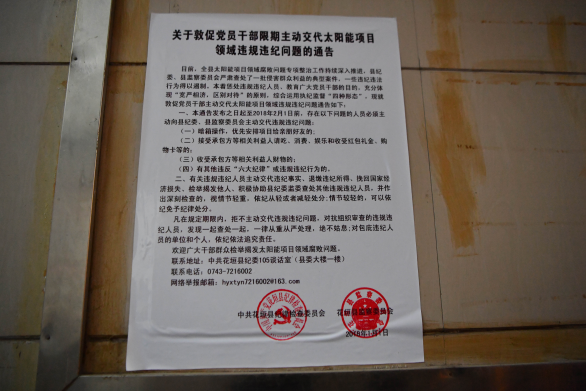 关于敦促党员干部限期主动交代太阳能项目
领域违规违纪问题的通告
目前，全县太阳能项目领域腐败问题专项整治工作持续深入推进，县纪
委、县监察委员会严肃查处了一批侵害群众利益的典型案件，一些违纪违法
行为得以遏制。本着惩处违规违纪人员、教育广大党员干部的目的，充分体
现“宽严相济，区别对待”的原则，综合运用执纪监督“四种形态”，现就
敦促党员干部主动交代太阳能项目领域违规违纪问题通告如下。
一、本通告发布之日起至2018年2月1日前，存在以下问题的人员必须主
动向县纪委、县监察委员会主动交代违规违纪问题：
（一）暗箱操作，优先安排项目给亲朋好友的；
（二）接受承包方等相关利益人请吃、消费、娱乐和收受红包礼金、购
物卡等的；
（三）收受承包方等相关利益人财物的；
（四）有其他违反“六大纪律”或违规违纪行为的。
二、有关违规违纪人员主动交代违纪事实、退缴违纪所得、挽回国家经
济损失、检举揭发他人、积极协助县纪委监委查处其他违规违纪人员，并作
出深刻检查的，视情节轻重，依纪从轻或者减轻处分；情节较轻的，可以依
纪免予纪律处分。
凡在规定期限内，拒不主动交代违规违纪问题、对抗组织审查的违规违
纪人员，发现一起查处一起，一律从重从严处理，绝不姑息；对包庇违纪人
员的单位和个人，依纪依法追究责任。
欢迎广大干部群众检举揭发太阳能项目领域腐败问题。
联系地址：中共花垣县纪委105谈话室（县委大楼一楼）
联系电话：0743-7216002
网络举报邮箱：hyxtyn7216002@163.com
中共花垣县纪律检查委员会 花垣县监察委员会
2018年1月1日